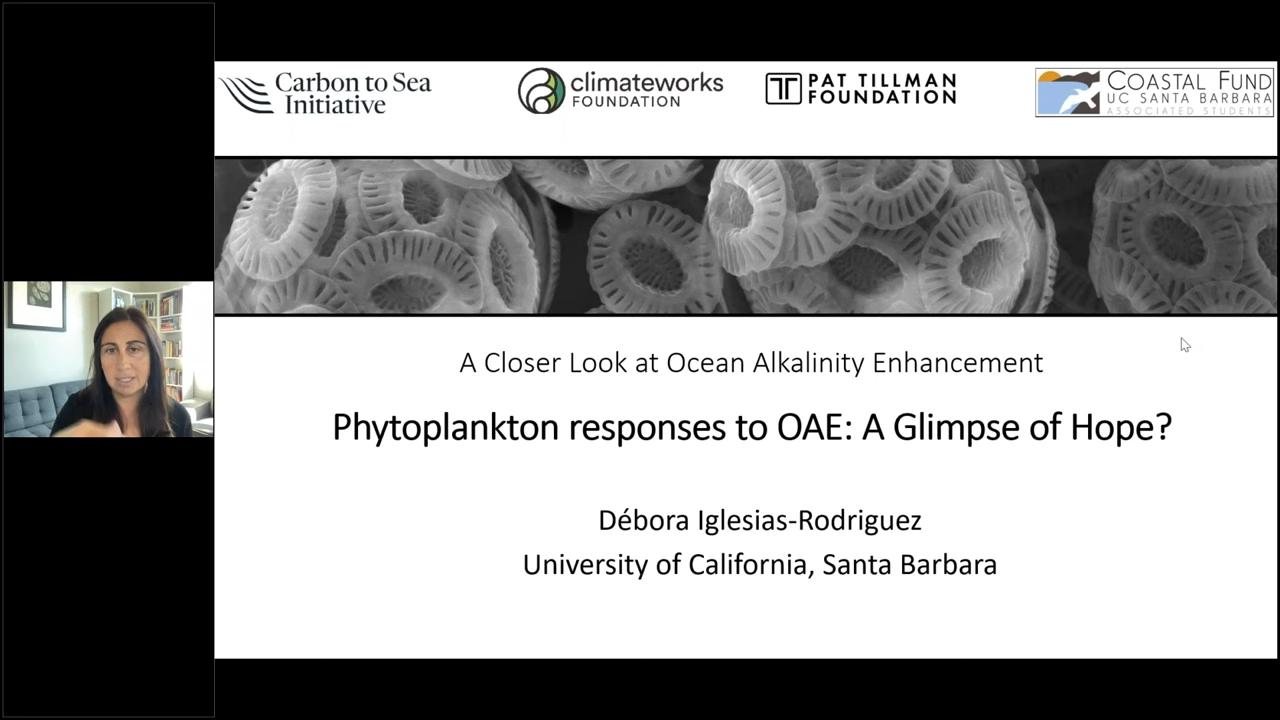 Carbon to Sea
Initiative
climateworks
FOUNDATION
PAT TILLMAN
FOUNDATION
COASTAL FUND
UC SANTA BARBARA
ASSOCIATED STUDENTS
A Closer Look at Ocean Alkalinity Enhancement
Phytoplankton responses to OAE: A Glimpse of Hope?
Débora Iglesias-Rodriguez
University of California, Santa Barbara